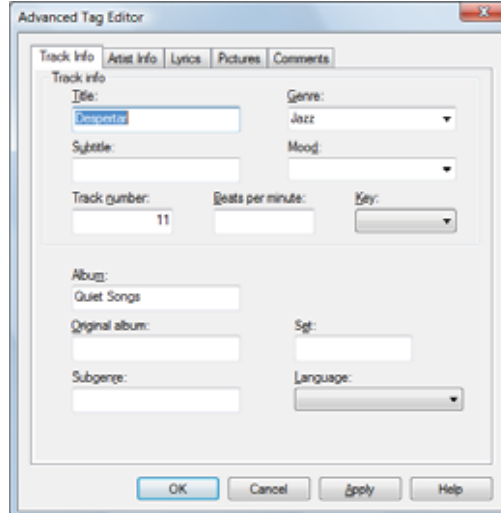 Advanced Tag Editor
Track Info Artist Info Lyrics Pictures Comments
Track info
Title: Genre:
Despertar Jazz
Subtitle: Mood:
Track number: Beats per minute: Key:
11
Album:
Quiet Songs
Original album: Set:
Subgenre: Language:
OK Cancel Apply Help